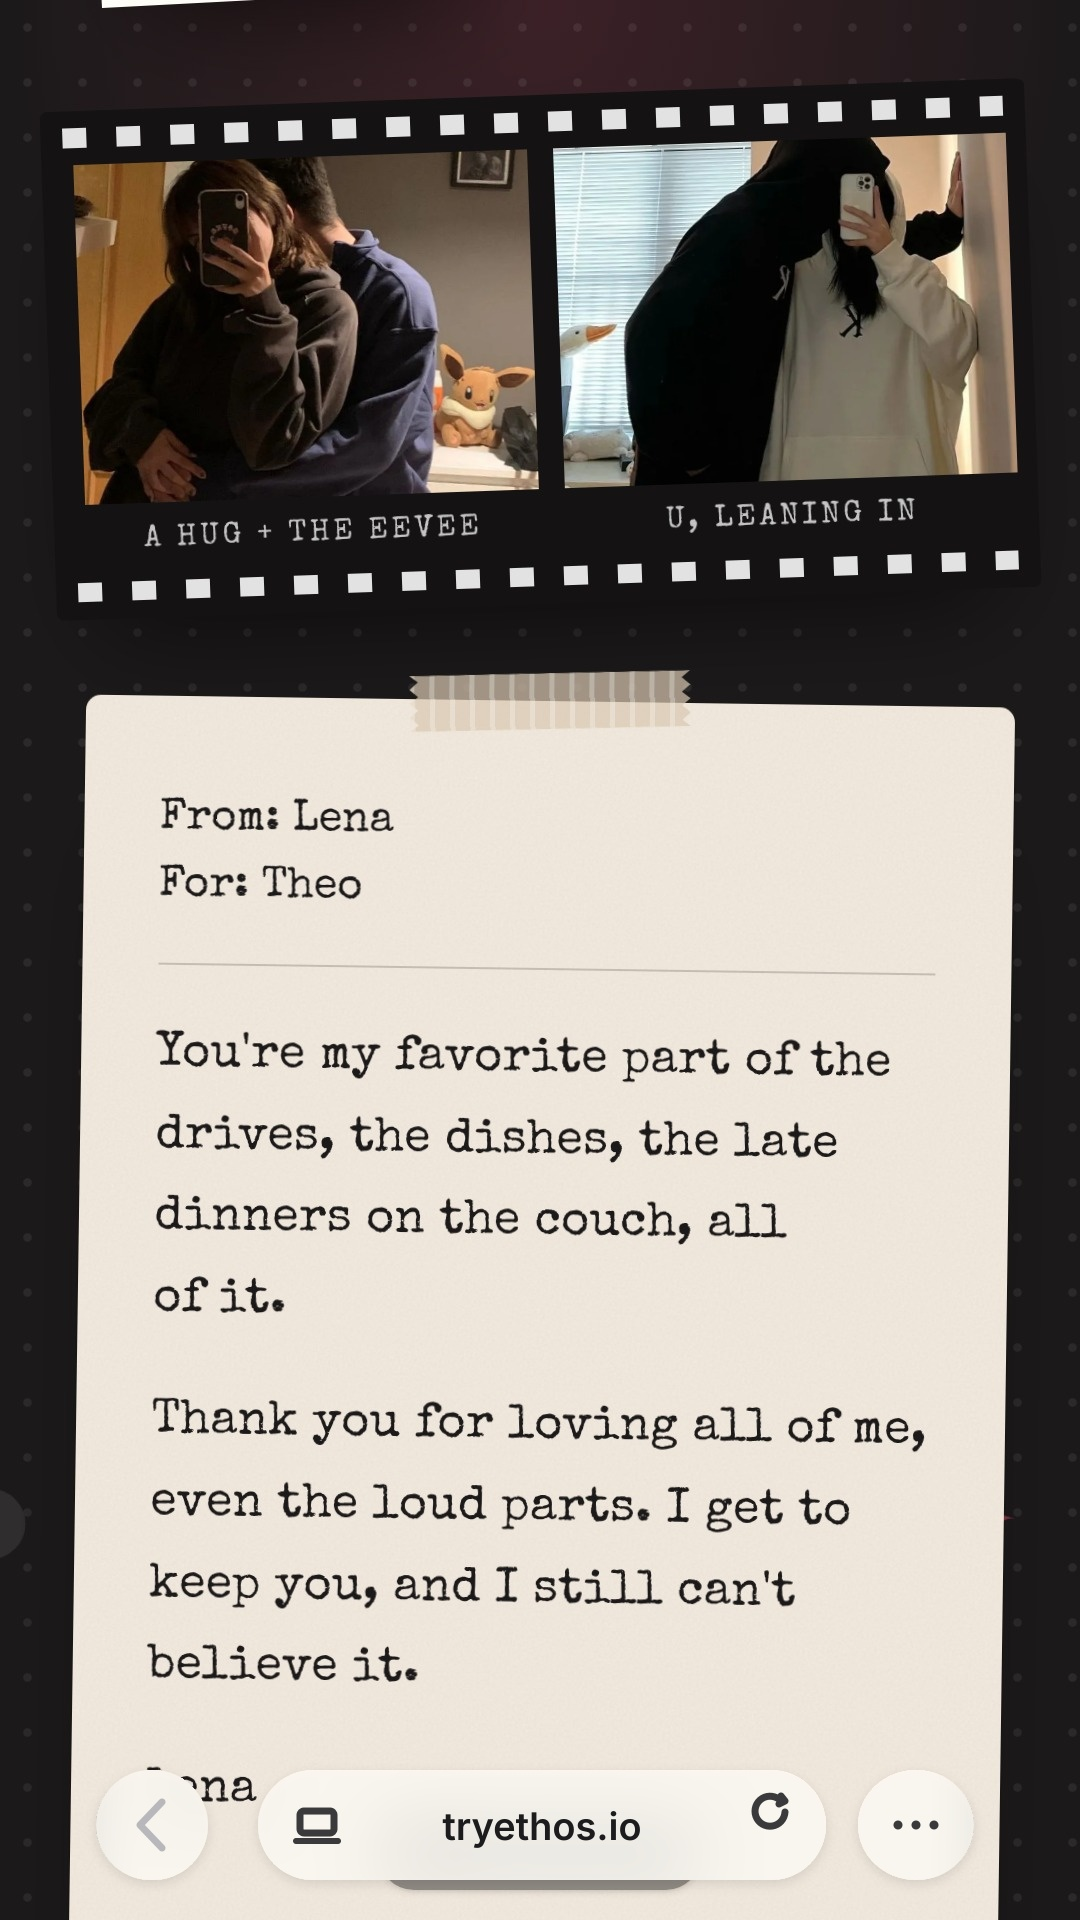 A HUG + THE EEVEE
U, LEANING IN
From: Lena
For: Theo
You're my favorite part of the
drives, the dishes, the late
dinners on the couch, all
of it.
Thank you for loving all of me,
even the loud parts. I get to
keep you, and I still can't
believe it.
Lena
tryethos.io